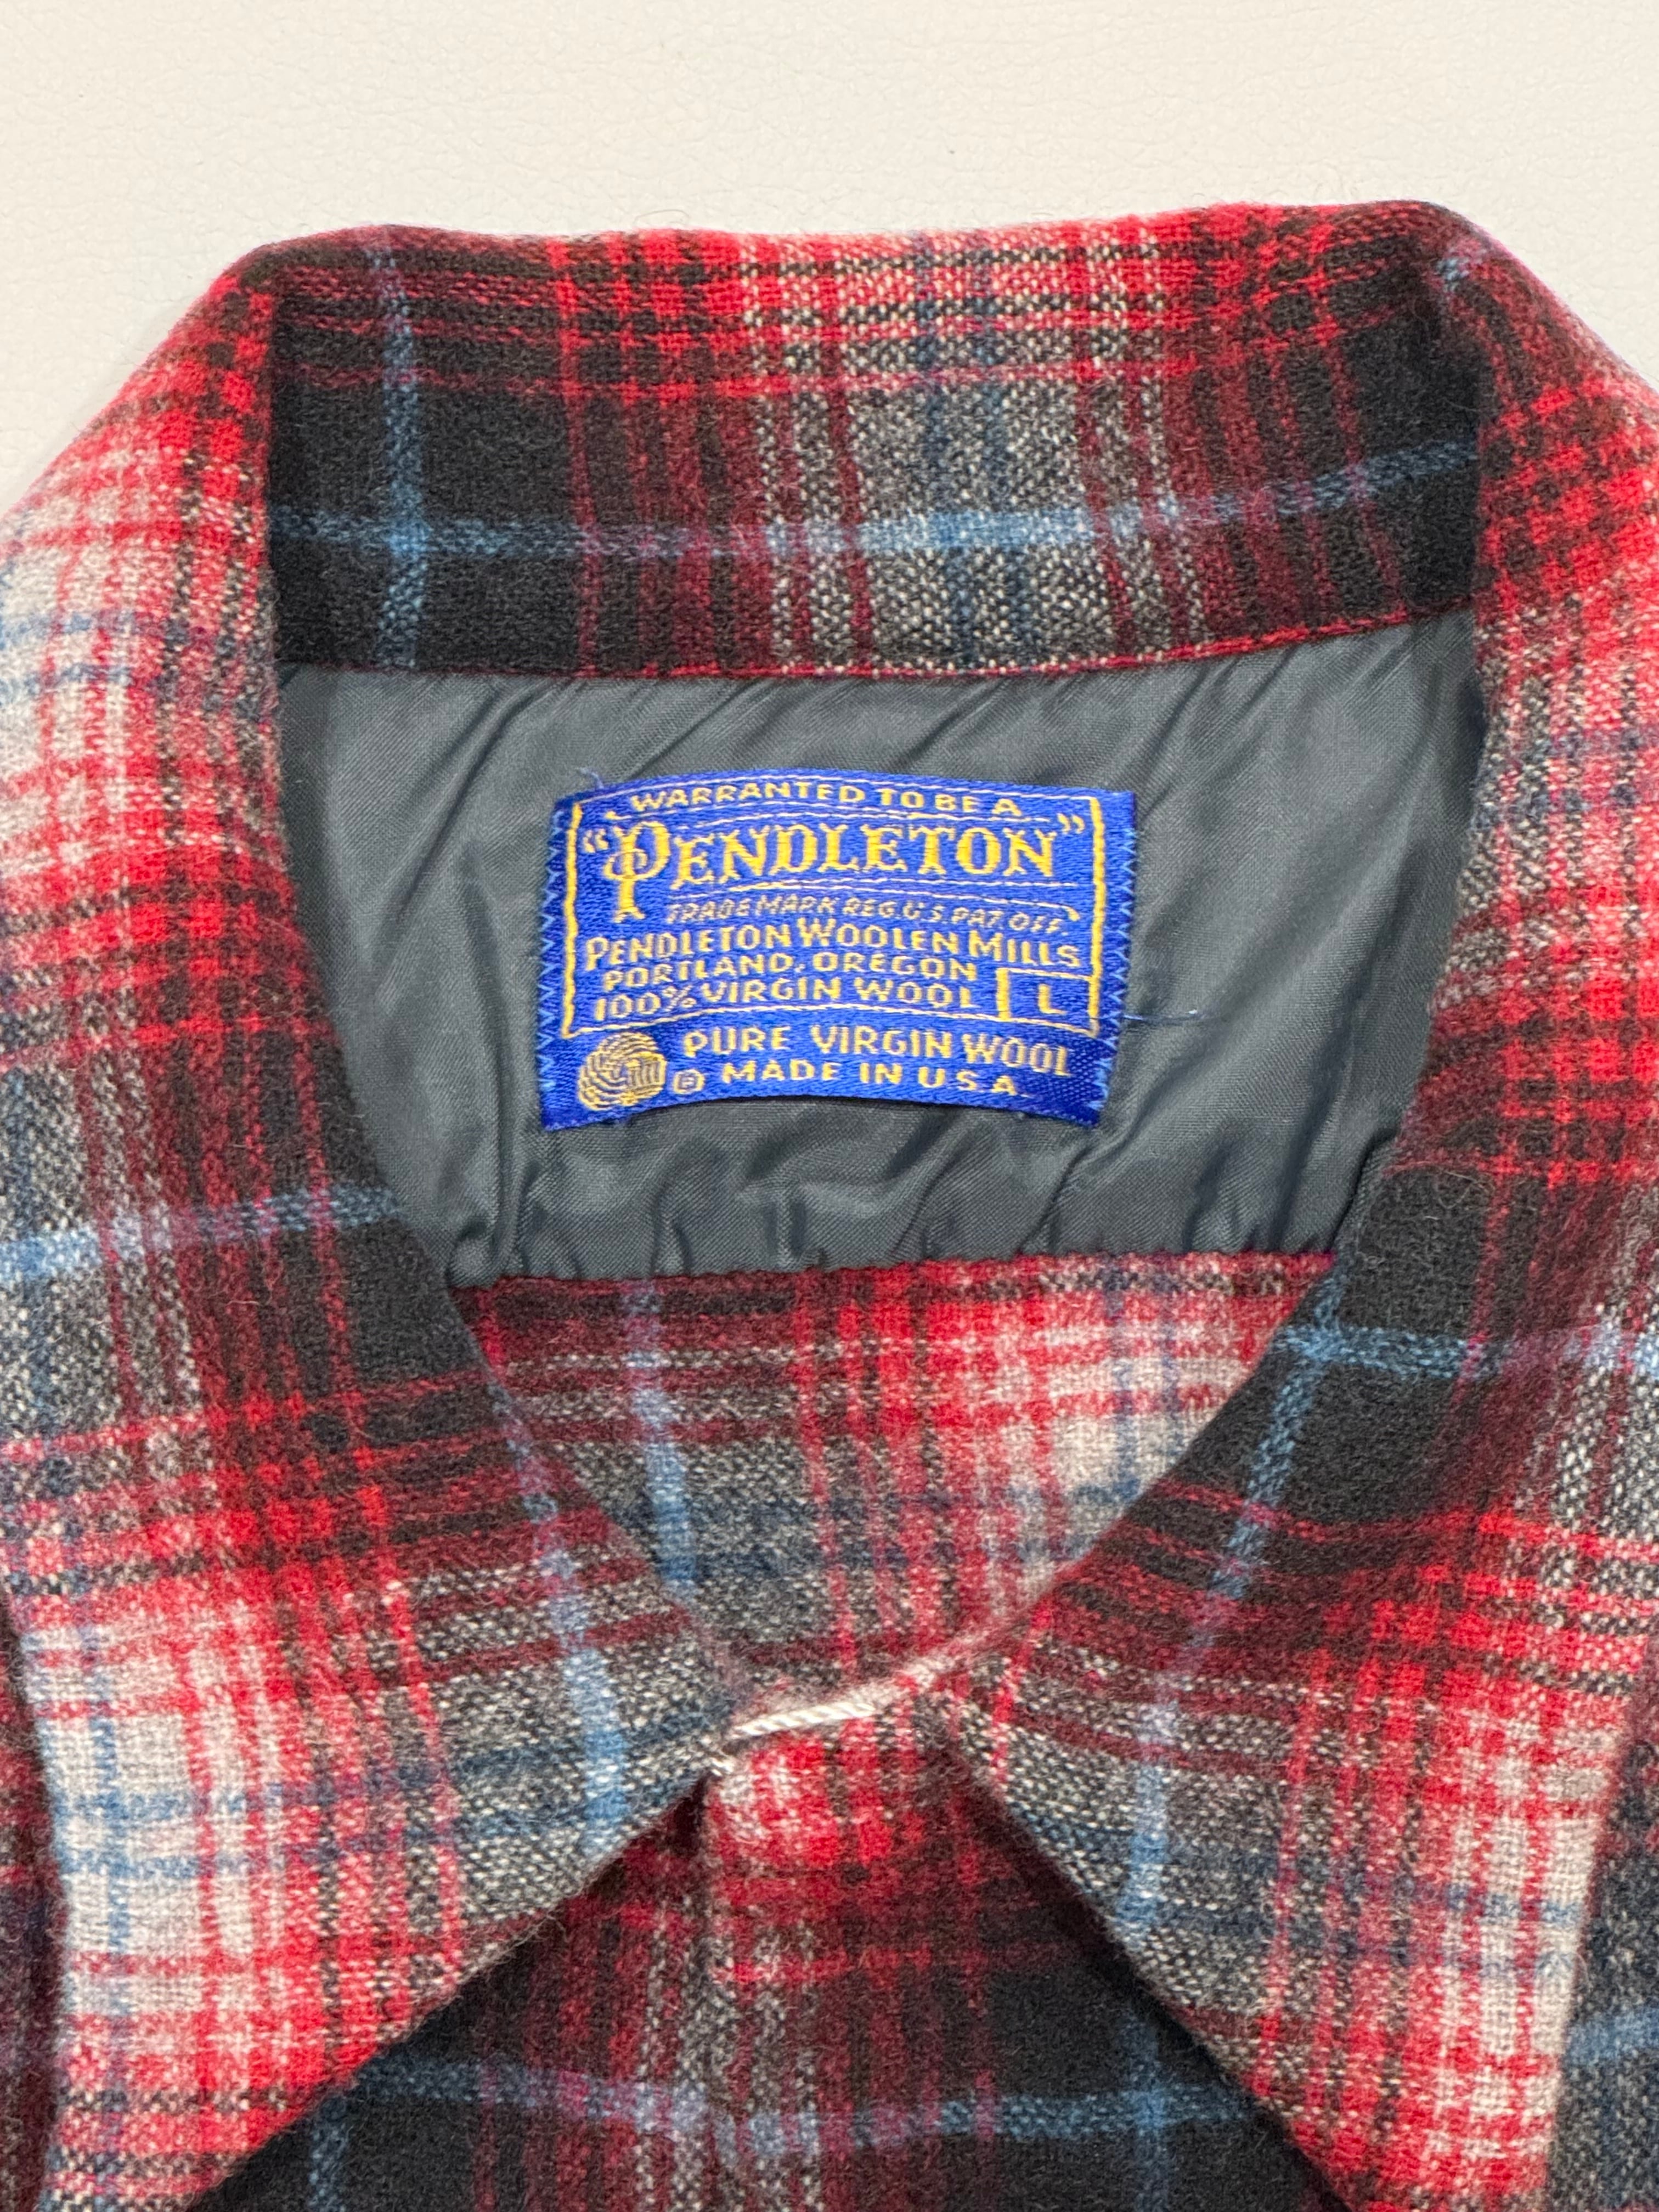 WARRANTED TO BE A
"PENDLETON"
TRADE MARK REG. U.S. PAT. OFF.
PENDLETON WOOLEN MILLS
PORTLAND, OREGON
100% VIRGIN WOOL L
PURE VIRGIN WOOL
® MADE IN U S A